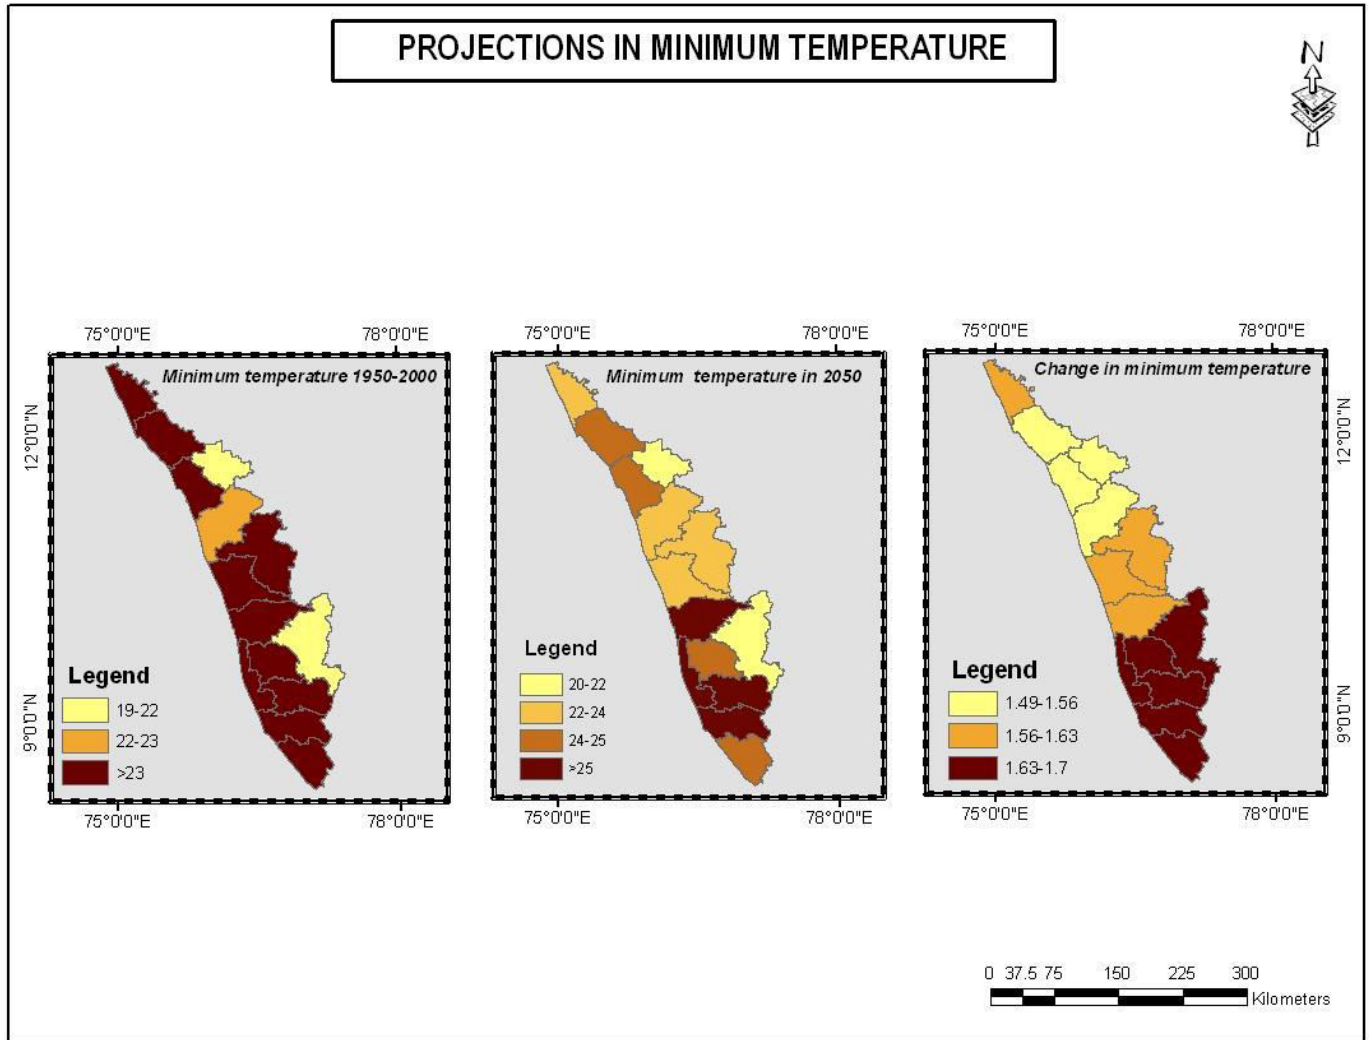 PROJECTIONS IN MINIMUM TEMPERATURE
N
75°0'0"E 78°0'0"E
75°0'0"E 78°0'0"E
75°0'0"E 78°0'0"E
Minimum temperature 1950-2000
Minimum temperature in 2050
Change in minimum temperature
12°0'0"N
12°0'0"N
Legend
19-22
22-23
>23
Legend
20-22
22-24
24-25
>25
Legend
1.49-1.56
1.56-1.63
1.63-1.7
9°0'0"N
9°0'0"N
75°0'0"E 78°0'0"E
75°0'0"E 78°0'0"E
75°0'0"E 78°0'0"E
0 37.5 75 150 225 300
Kilometers